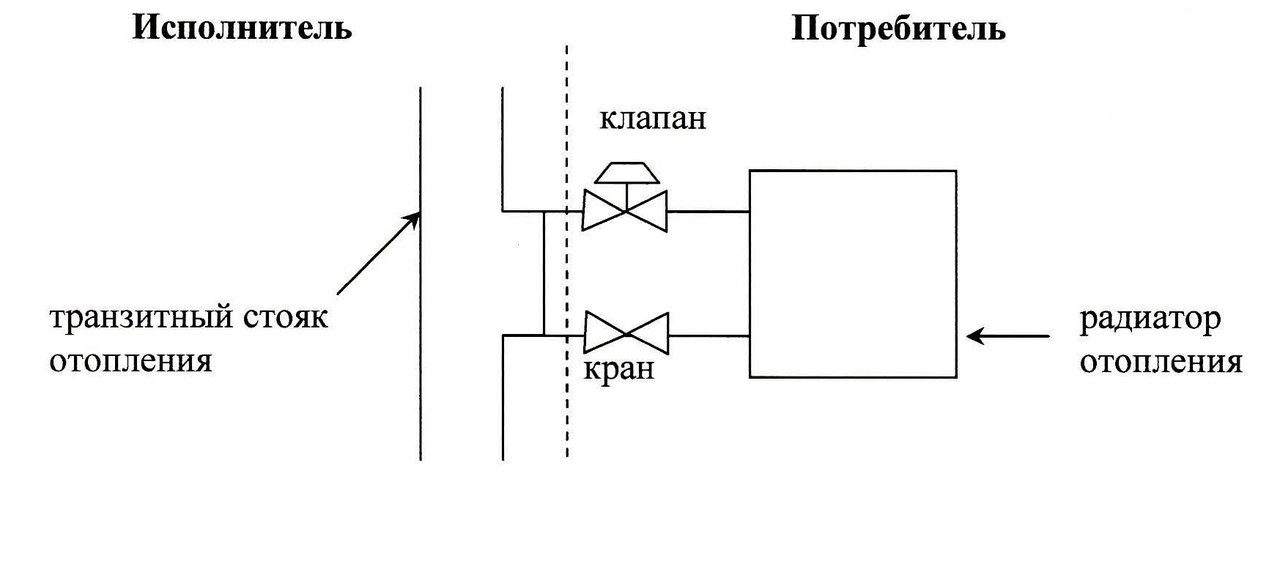 Исполнитель
Потребитель
клапан
транзитный стояк
отопления
кран
радиатор
отопления